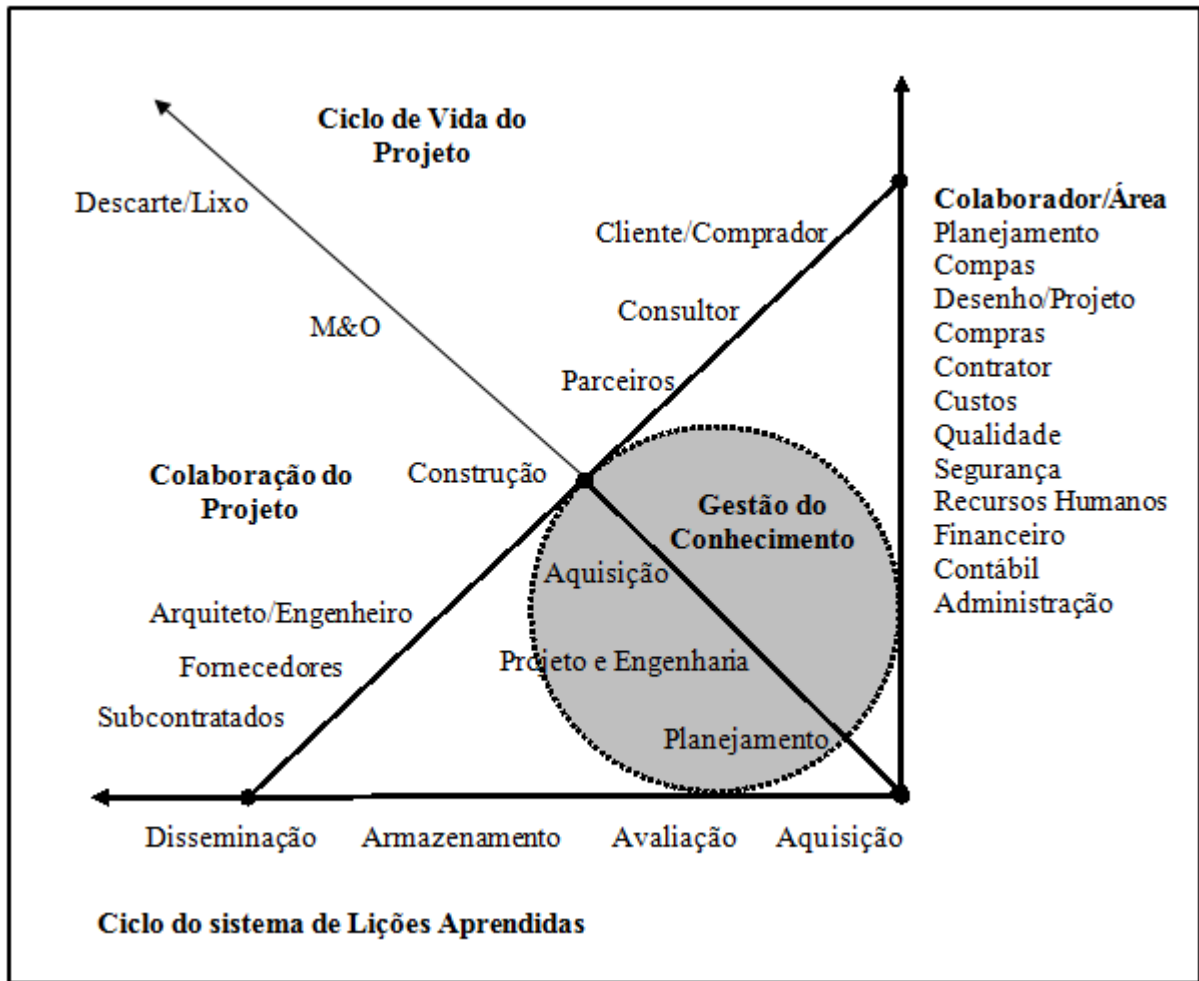 Ciclo de Vida do
Projeto
Descarte/Lixo
M&O
Cliente/Comprador
Consultor
Parceiros
Colaborador/Área
Planejamento
Compas
Desenho/Projeto
Compras
Contrator
Custos
Qualidade
Segurança
Recursos Humanos
Financeiro
Contábil
Administração
Colaboração do
Projeto
Construção
Gestão do
Conhecimento
Aquisição
Projeto e Engenharia
Planejamento
Arquiteto/Engenheiro
Fornecedores
Subcontratados
Disseminação
Armazenamento
Avaliação
Aquisição
Ciclo do sistema de Lições Aprendidas